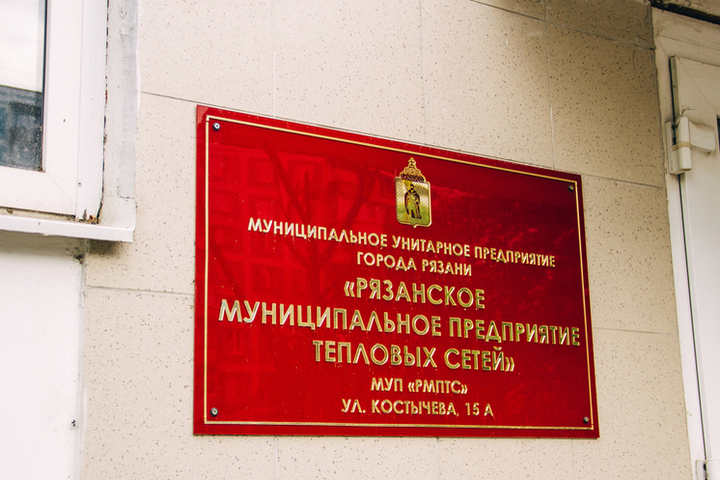 МУНИЦИПАЛЬНОЕ УНИТАРНОЕ ПРЕДПРИЯТИЕ
ГОРОДА РЯЗАНИ
«РЯЗАНСКОЕ
МУНИЦИПАЛЬНОЕ ПРЕДПРИЯТИЕ
ТЕПЛОВЫХ СЕТЕЙ»
МУП «РМПТС»
УЛ. КОСТЫЧЕВА, 15 А